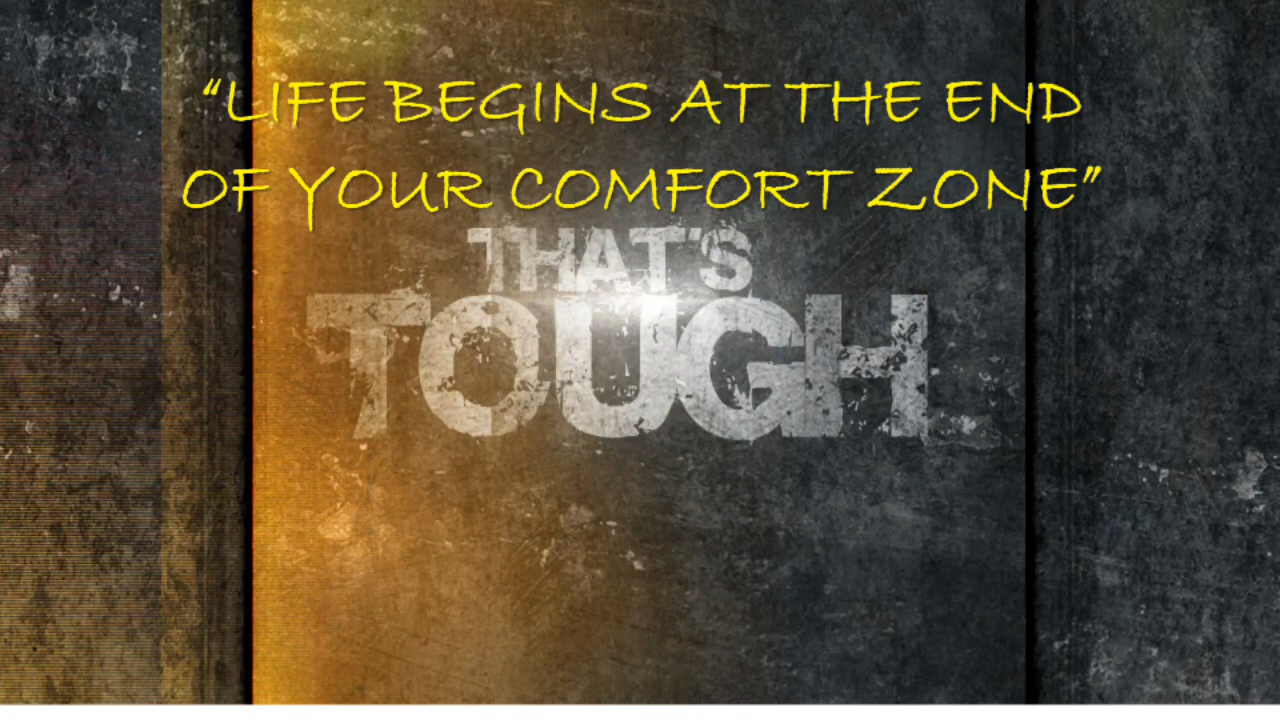 “LIFE BEGINS AT THE END
OF YOUR COMFORT ZONE”
THAT'S
TOUGH